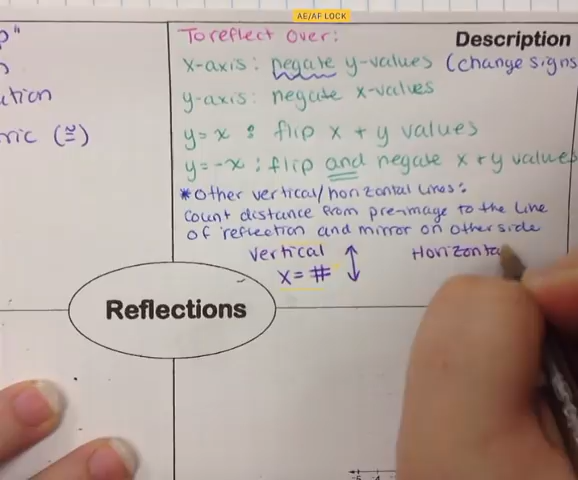 AE/AF LOCK
p"
To reflect over:
Description
x-axis: negate y-values (change signs
y-axis: negate x-values
ution
y=x : flip x + y values
ric (≅)
y=-x : flip and negate x + y values
*Other vertical/horizontal lines:
count distance from pre-image to the line
of reflection and mirror on other side
vertical ↕
Horizonta
x = #
Reflections